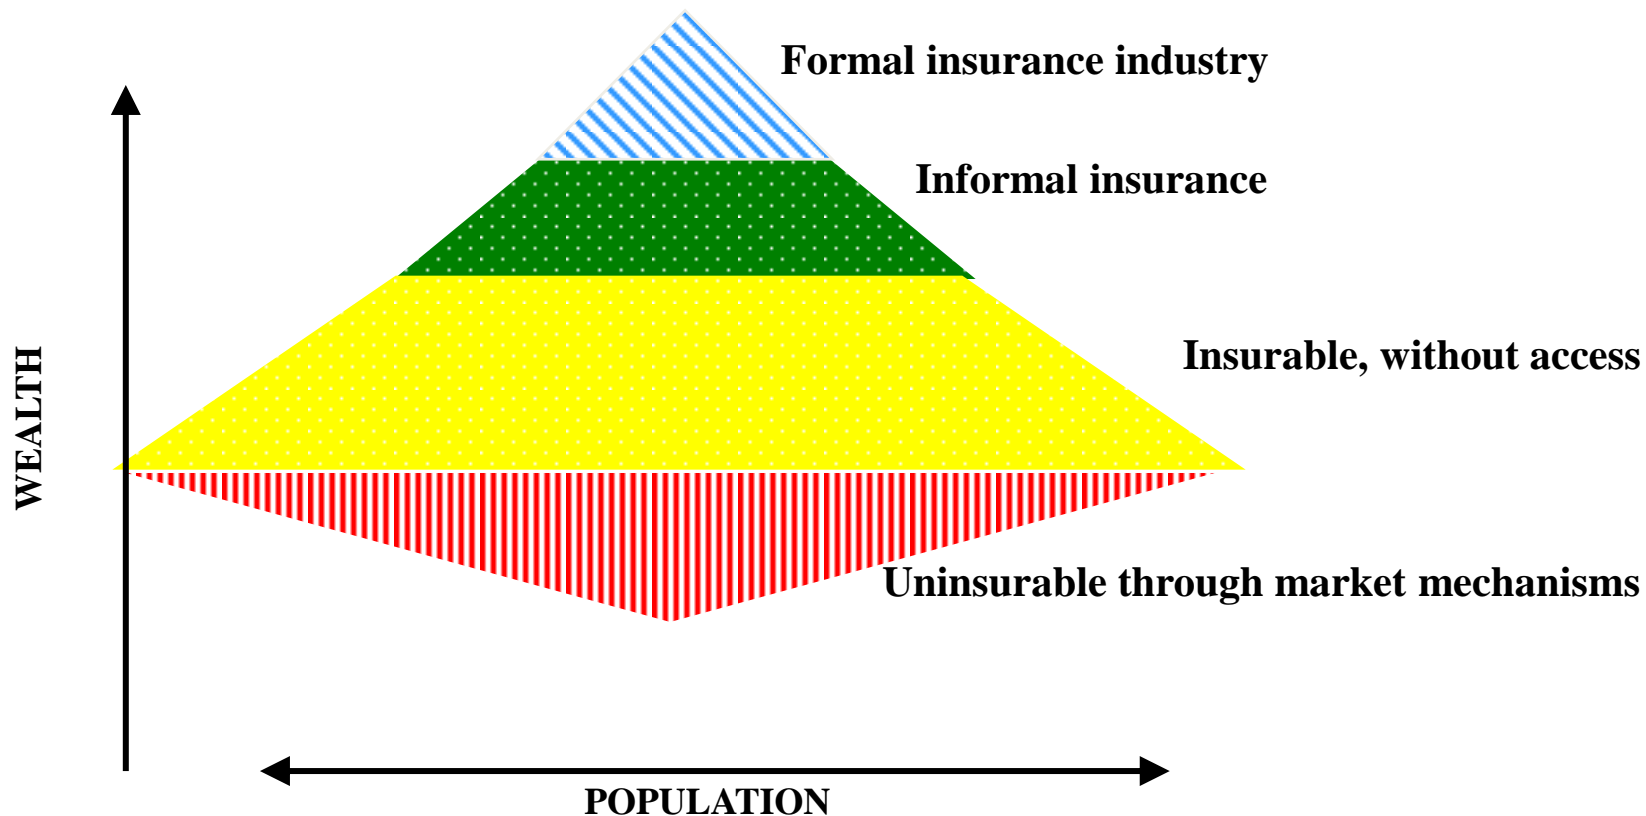 Formal insurance industry
Informal insurance
Insurable, without access
WEALTH
Uninsurable through market mechanisms
POPULATION